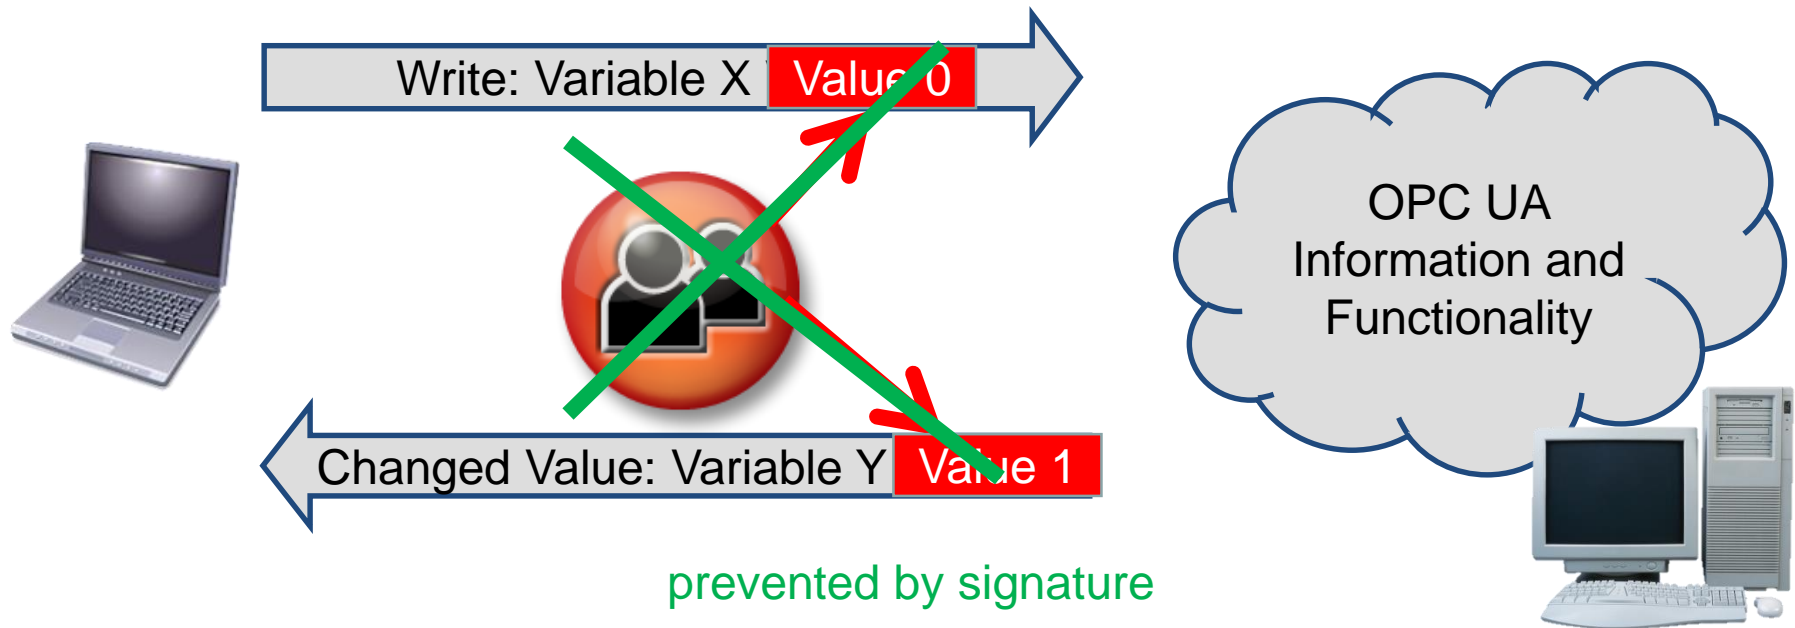 Write: Variable X Value 0
OPC UA
Information and
Functionality
Changed Value: Variable Y Value 1
prevented by signature